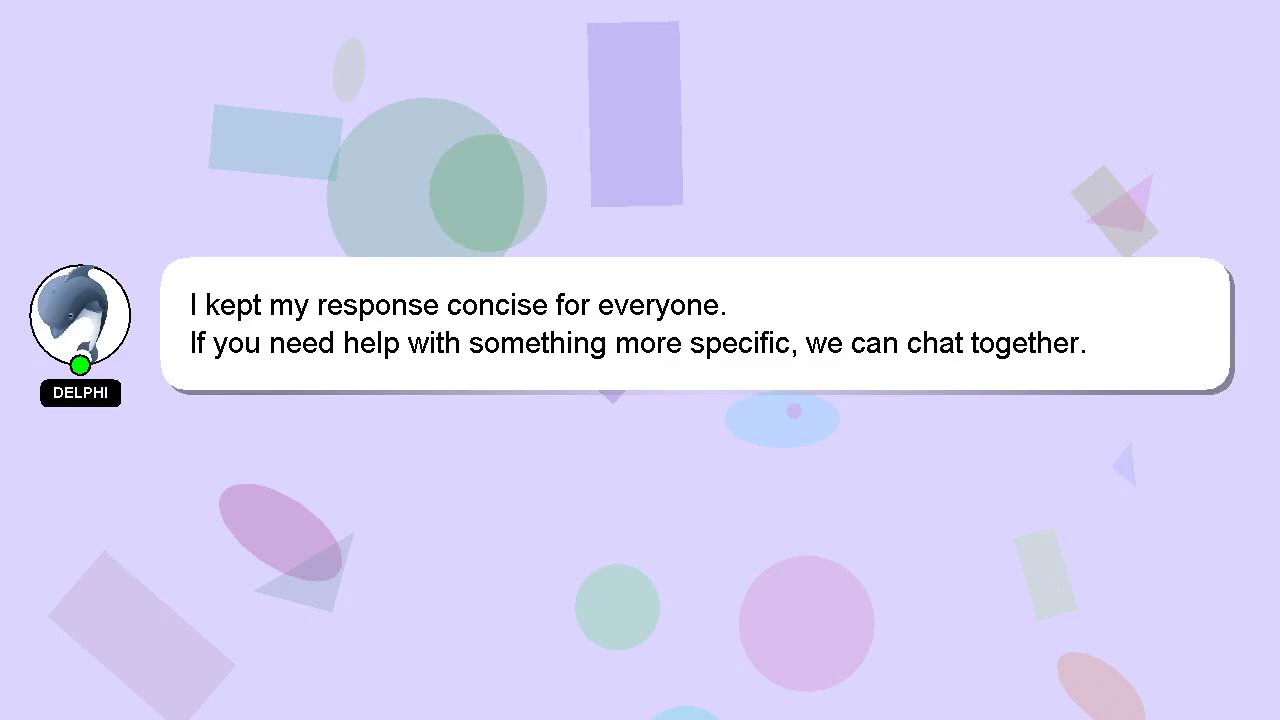 I kept my response concise for everyone.
If you need help with something more specific, we can chat together.
DELPHI